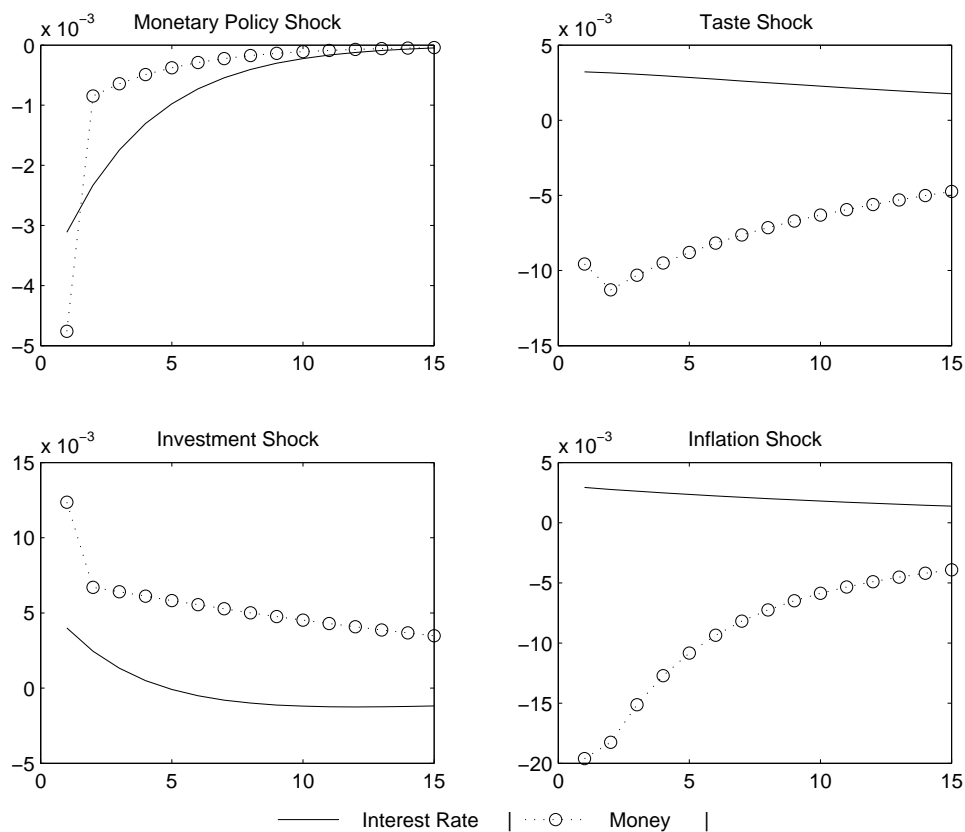 Monetary Policy Shock
x 10⁻³
0
−1
−2
−3
−4
−5
0 5 10 15
Taste Shock
x 10⁻³
5
0
−5
−10
−15
0 5 10 15
Investment Shock
x 10⁻³
15
10
5
0
−5
0 5 10 15
Inflation Shock
x 10⁻³
5
0
−5
−10
−15
−20
0 5 10 15
Interest Rate | Money |